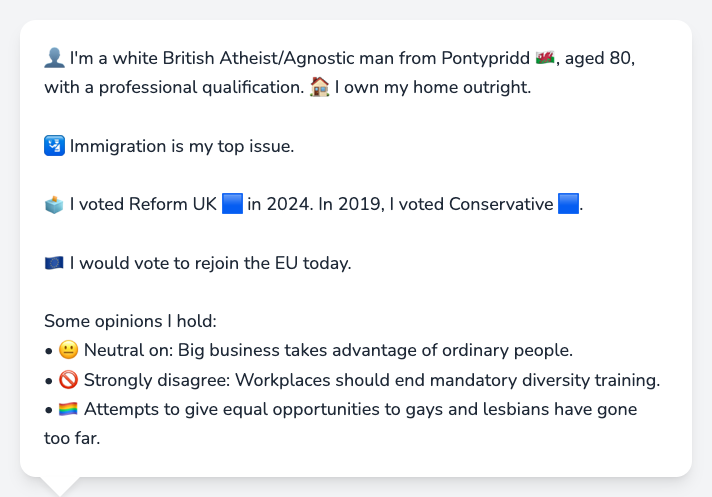 👤 I'm a white British Atheist/Agnostic man from Pontypridd 🏴󠁧󠁢󠁷󠁬󠁳󠁿, aged 80,
with a professional qualification. 🏠 I own my home outright.
🛂 Immigration is my top issue.
🗳️ I voted Reform UK 🟦 in 2024. In 2019, I voted Conservative 🟦.
🇪🇺 I would vote to rejoin the EU today.
Some opinions I hold:
• 😐 Neutral on: Big business takes advantage of ordinary people.
• 🚫 Strongly disagree: Workplaces should end mandatory diversity training.
• 🏳️‍🌈 Attempts to give equal opportunities to gays and lesbians have gone
too far.